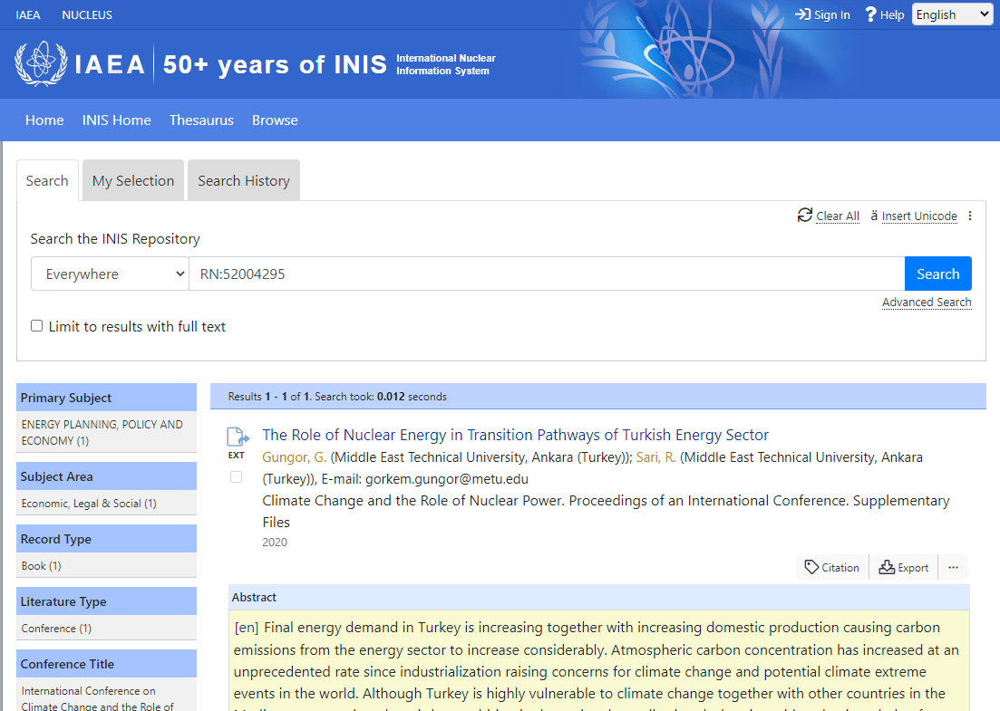 IAEA NUCLEUS
Sign In Help English
IAEA 50+ years of INIS International Nuclear
Information System
Home INIS Home Thesaurus Browse
Search My Selection Search History
Clear All ä Insert Unicode
Search the INIS Repository
Everywhere RN:52004295 Search
Advanced Search
Limit to results with full text
Primary Subject
ENERGY PLANNING, POLICY AND
ECONOMY (1)
Subject Area
Economic, Legal & Social (1)
Record Type
Book (1)
Literature Type
Conference (1)
Conference Title
International Conference on
Climate Change and the Role of
Results 1 - 1 of 1. Search took: 0.012 seconds
EXT
The Role of Nuclear Energy in Transition Pathways of Turkish Energy Sector
Gungor, G. (Middle East Technical University, Ankara (Turkey)); Sari, R. (Middle East Technical University, Ankara
(Turkey)), E-mail: gorkem.gungor@metu.edu
Climate Change and the Role of Nuclear Power. Proceedings of an International Conference. Supplementary
Files
2020
Citation Export ...
Abstract
[en] Final energy demand in Turkey is increasing together with increasing domestic production causing carbon
emissions from the energy sector to increase considerably. Atmospheric carbon concentration has increased at an
unprecedented rate since industrialization raising concerns for climate change and potential climate extreme
events in the world. Although Turkey is highly vulnerable to climate change together with other countries in the